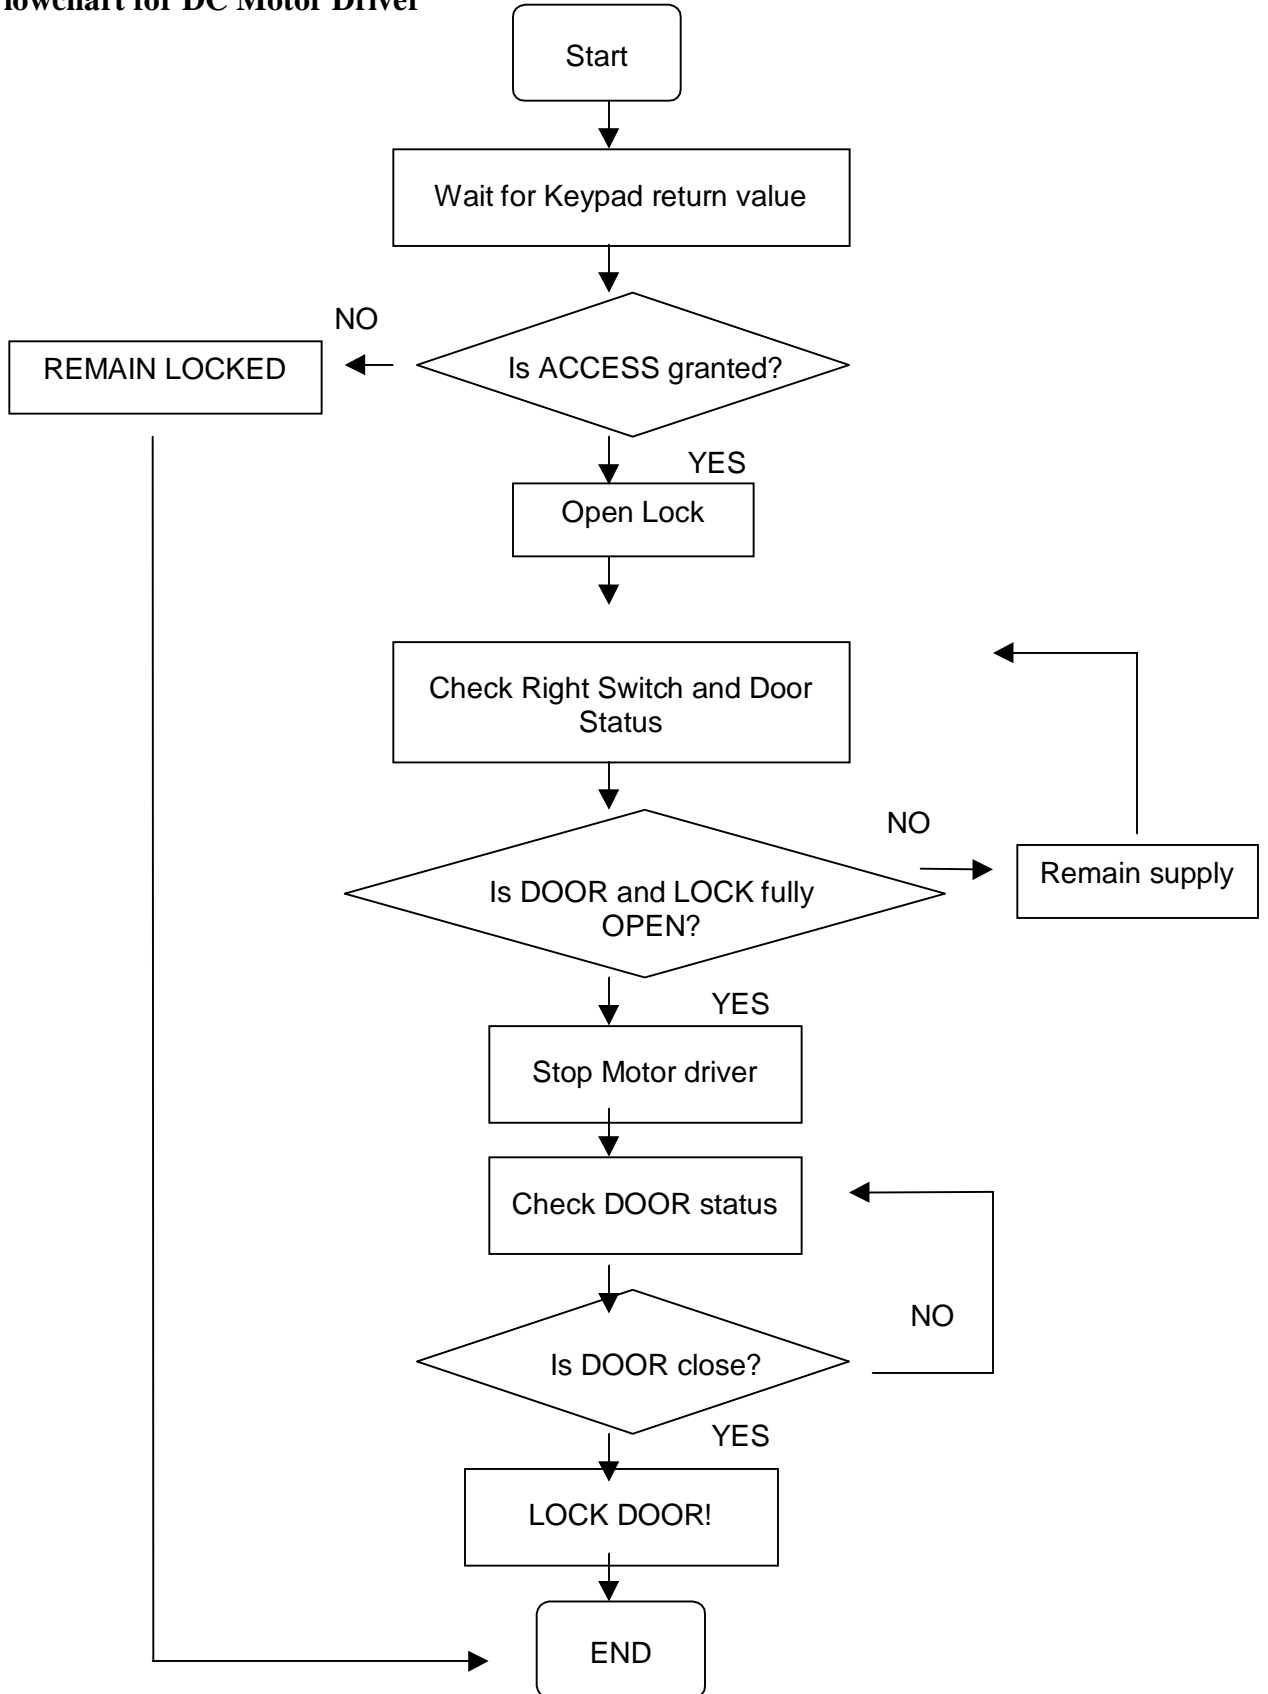 lowchart for DC Motor Driver
Start
Wait for Keypad return value
NO
Is ACCESS granted?
REMAIN LOCKED
YES
Open Lock
Check Right Switch and Door
Status
NO
Remain supply
Is DOOR and LOCK fully
OPEN?
YES
Stop Motor driver
Check DOOR status
NO
Is DOOR close?
YES
LOCK DOOR!
END